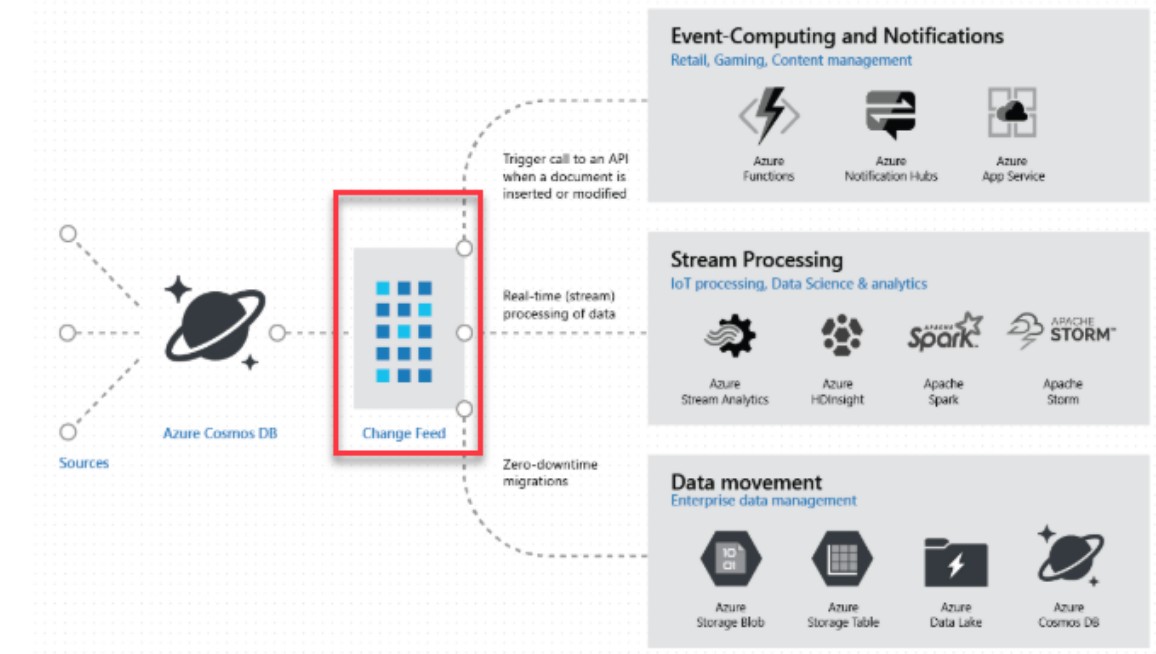 Event-Computing and Notifications
Retail, Gaming, Content management
Azure
Functions
Azure
Notification Hubs
Azure
App Service
Trigger call to an API
when a document is
inserted or modified
Stream Processing
IoT processing, Data Science & analytics
Real-time (stream)
processing of data
APACHE
Spark
APACHE
STORM™
Azure
Stream Analytics
Azure
HDInsight
Apache
Spark
Apache
Storm
Azure Cosmos DB
Change Feed
Sources
Zero-downtime
migrations
Data movement
Enterprise data management
10
01
Azure
Storage Blob
Azure
Storage Table
Azure
Data Lake
Azure
Cosmos DB